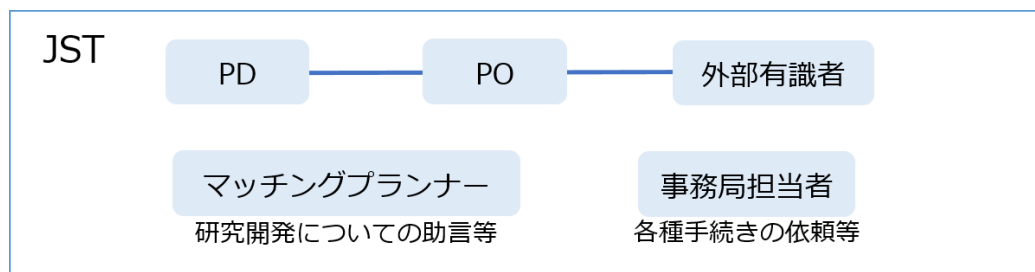 JST
PD
PO
外部有識者
マッチングプランナー
事務局担当者
研究開発についての助言等
各種手続きの依頼等